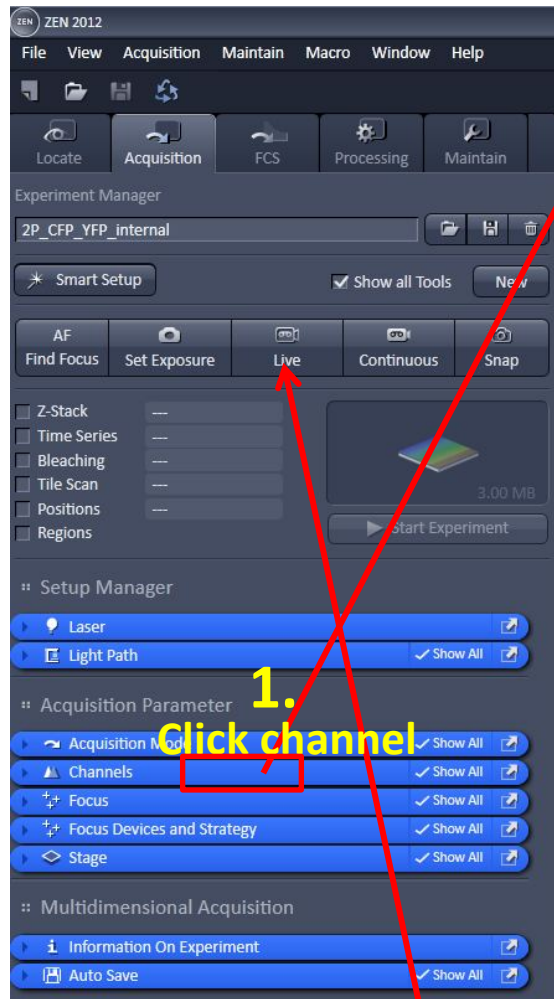 ZEN ZEN 2012
File View Acquisition Maintain Macro Window Help
Locate Acquisition FCS Processing Maintain
Experiment Manager
2P_CFP_YFP_internal
Smart Setup Show all Tools New
AF
Find Focus Set Exposure Live Continuous Snap
Z-Stack ---
Time Series ---
Bleaching ---
Tile Scan ---
Positions ---
Regions
3.00 MB
Start Experiment
Setup Manager
Laser
Light Path Show All
Acquisition Parameter
1.
Click channel
Acquisition Mode Show All
Channels Show All
Focus Show All
Focus Devices and Strategy Show All
Stage Show All
Multidimensional Acquisition
Information On Experiment
Auto Save Show All